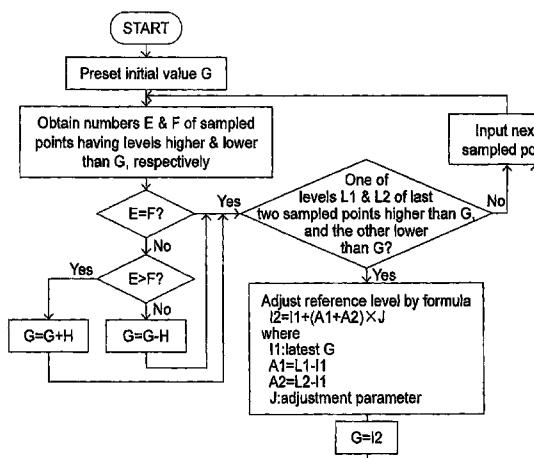 START
Preset initial value G
Obtain numbers E & F of sampled
points having levels higher & lower
than G, respectively
Input
sampled
One of
levels L1 & L2 of last
two sampled points higher than G,
and the other lower
than G?
Yes
No
E=F?
No
Yes
E>F?
No
Yes
G=G+H
G=G-H
Adjust reference level by formula
I2=I1+(A1+A2)×J
where
I1:latest G
A1=L1-I1
A2=L2-I1
J:adjustment parameter
G=I2